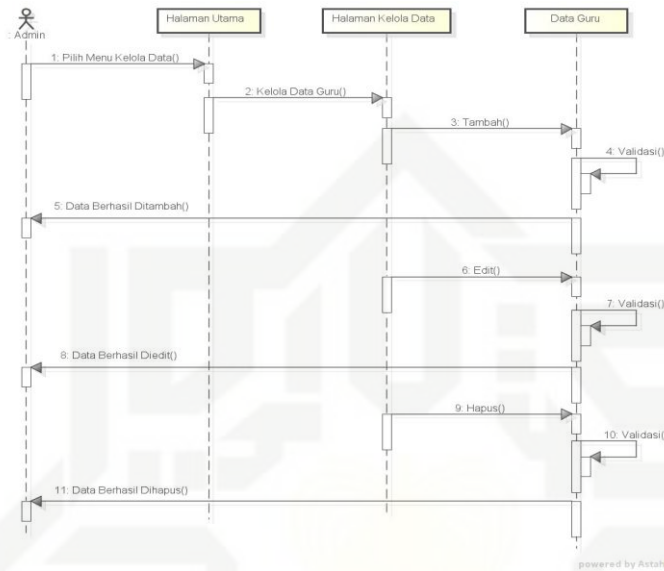 Halaman Utama
Halaman Kelola Data
Data Guru
: Admin
1: Pilih Menu Kelola Data()
2: Kelola Data Guru()
3: Tambah()
4: Validasi()
5: Data Berhasil Ditambah()
6: Edit()
7: Validasi()
8: Data Berhasil Diedit()
9: Hapus()
10: Validasi()
11: Data Berhasil Dihapus()
powered by Astah